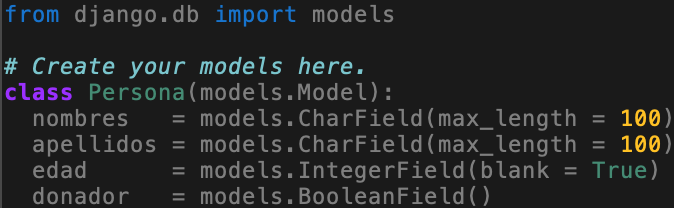 from django.db import models

# Create your models here.
class Persona(models.Model):
  nombres   = models.CharField(max_length = 100)
  apellidos = models.CharField(max_length = 100)
  edad      = models.IntegerField(blank = True)
  donador   = models.BooleanField()